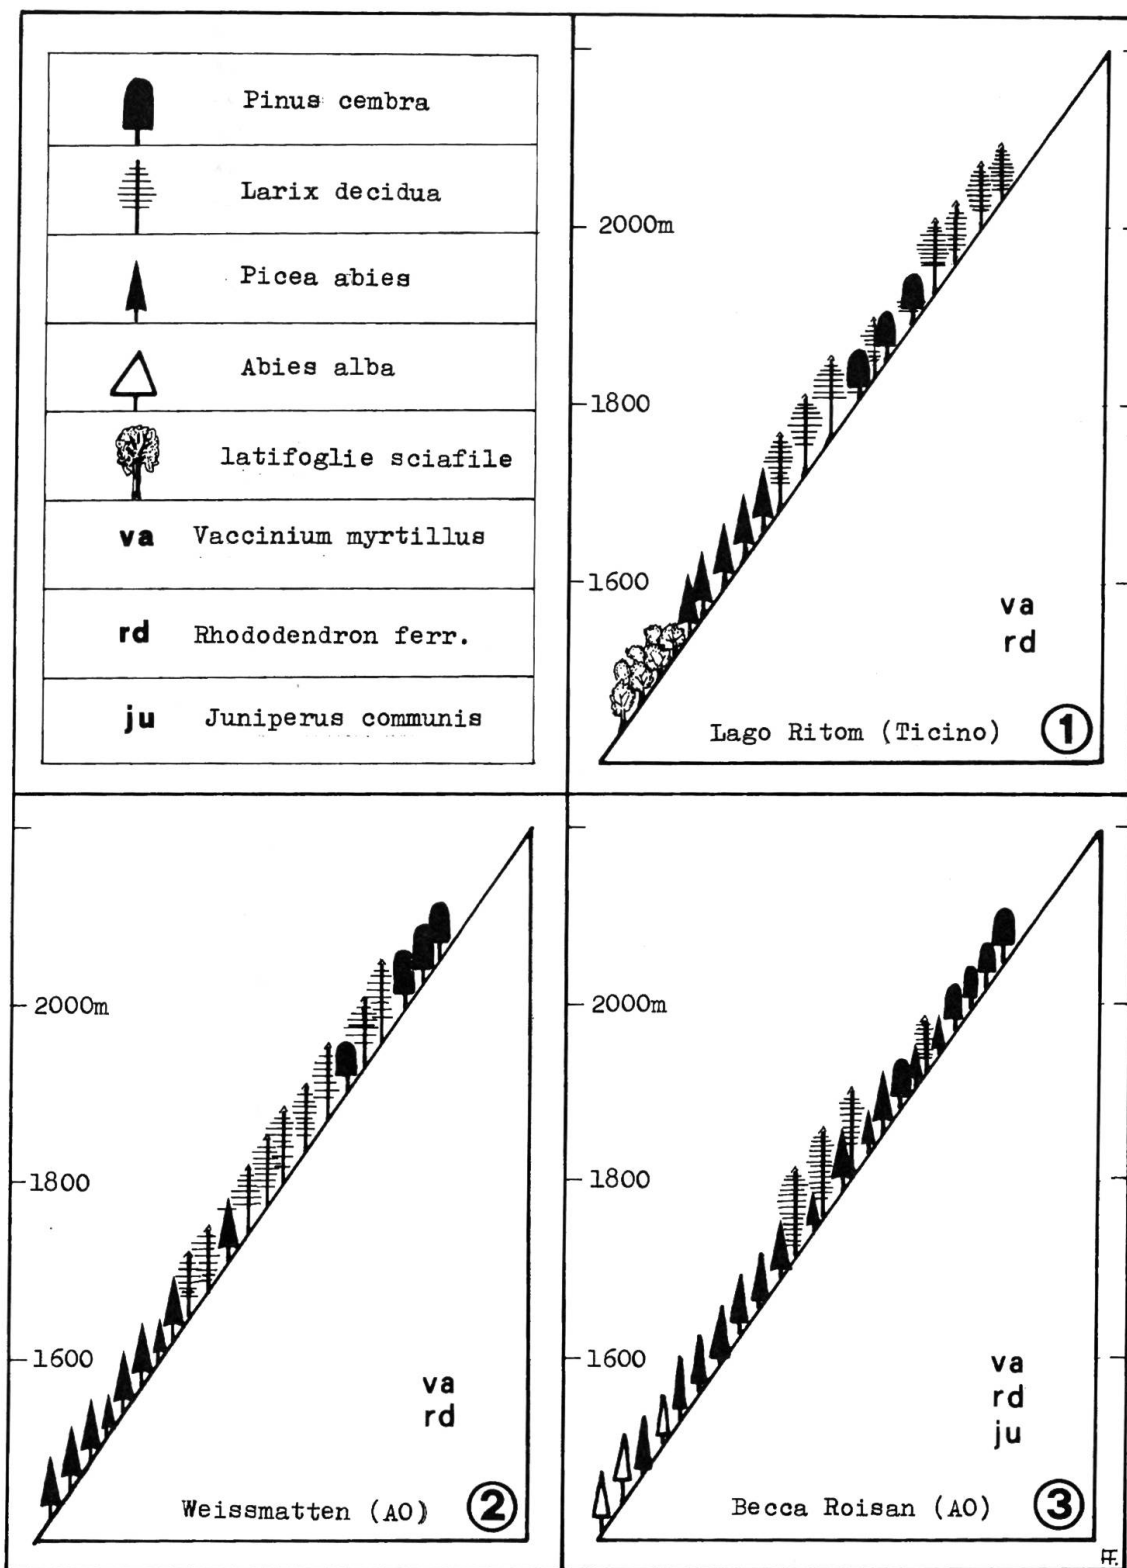 Pinus cembra
Larix decidua
Picea abies
Abies alba
latifoglie sciafile
va Vaccinium myrtillus
rd Rhododendron ferr.
ju Juniperus communis
2000m
1800
1600
va
rd
Lago Ritom (Ticino) 1
2000m
1800
1600
va
rd
Weissmatten (AO) 2
2000m
1800
1600
va
rd
ju
Becca Roisan (AO) 3